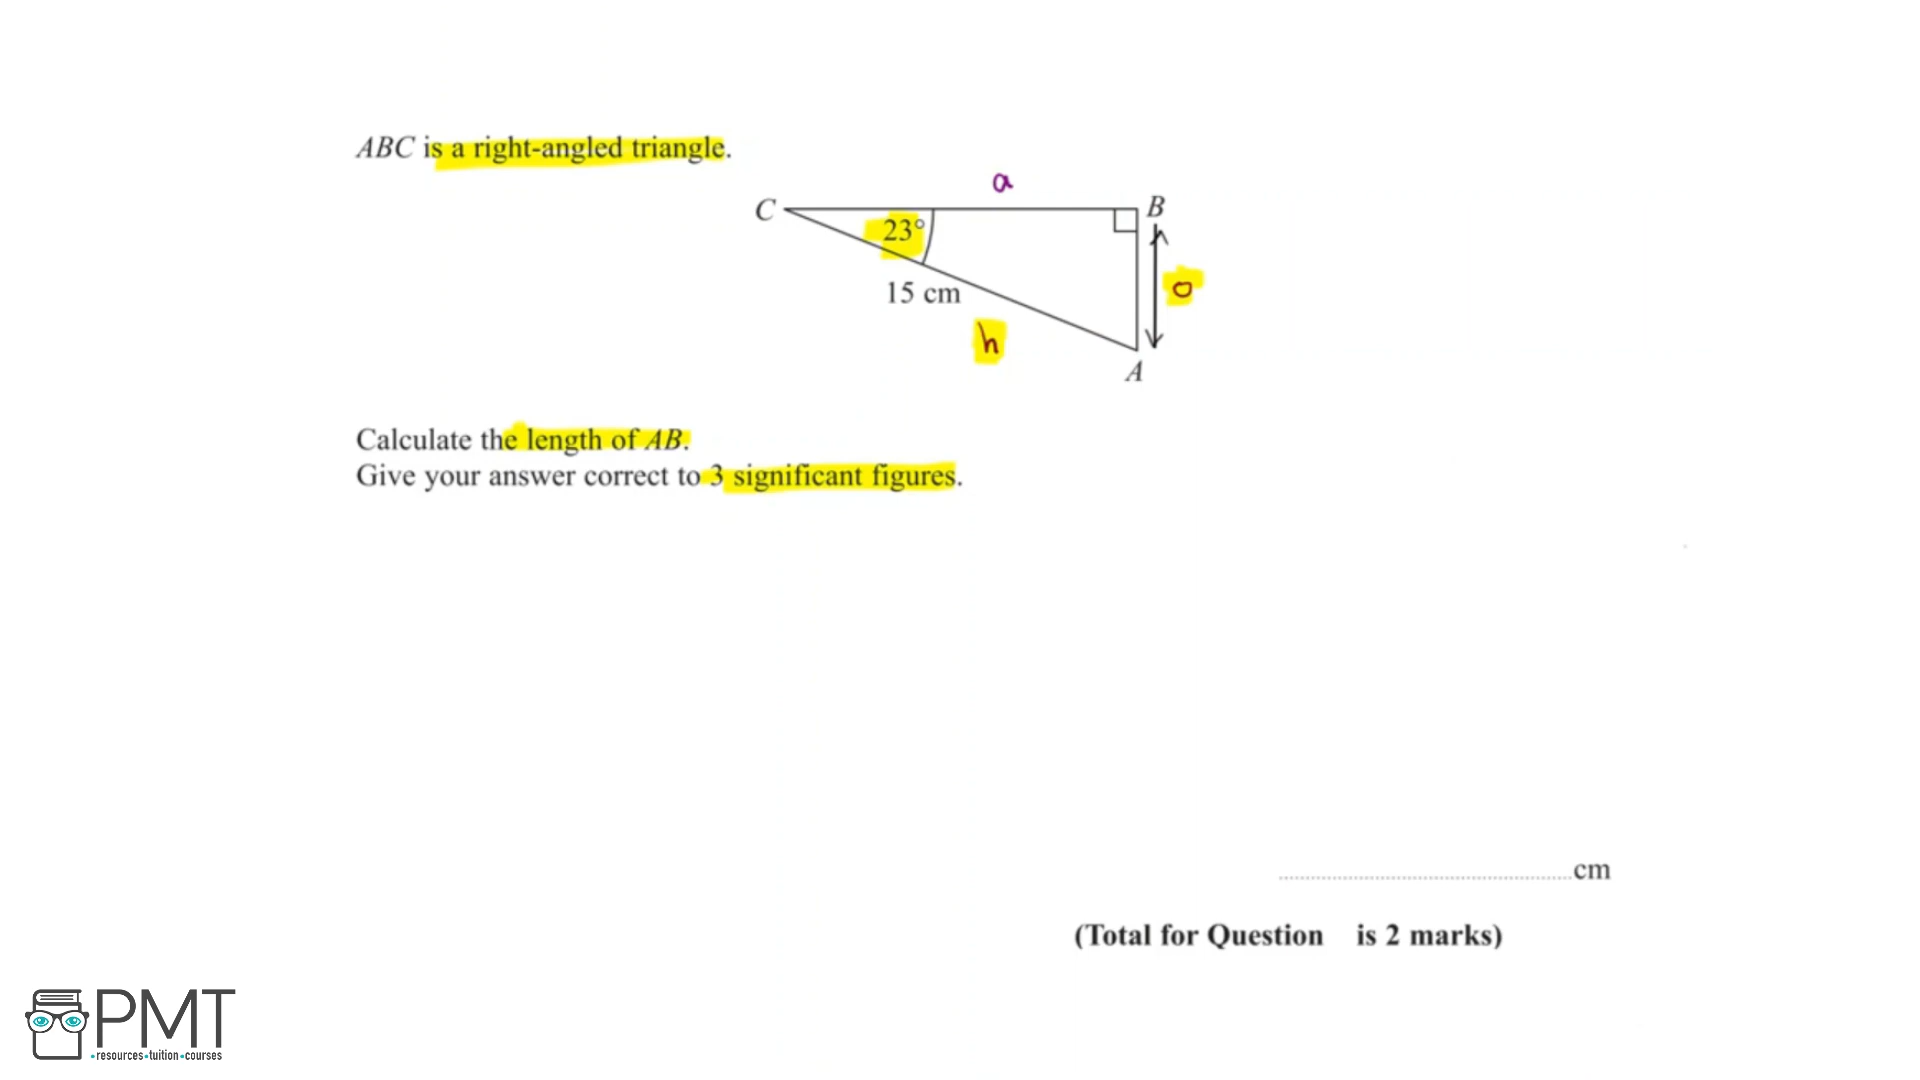 ABC is a right-angled triangle.
a
C
B
23°
15 cm
o
h
A
Calculate the length of AB.
Give your answer correct to 3 significant figures.
cm
(Total for Question is 2 marks)
PMT
•resources•tuition•courses